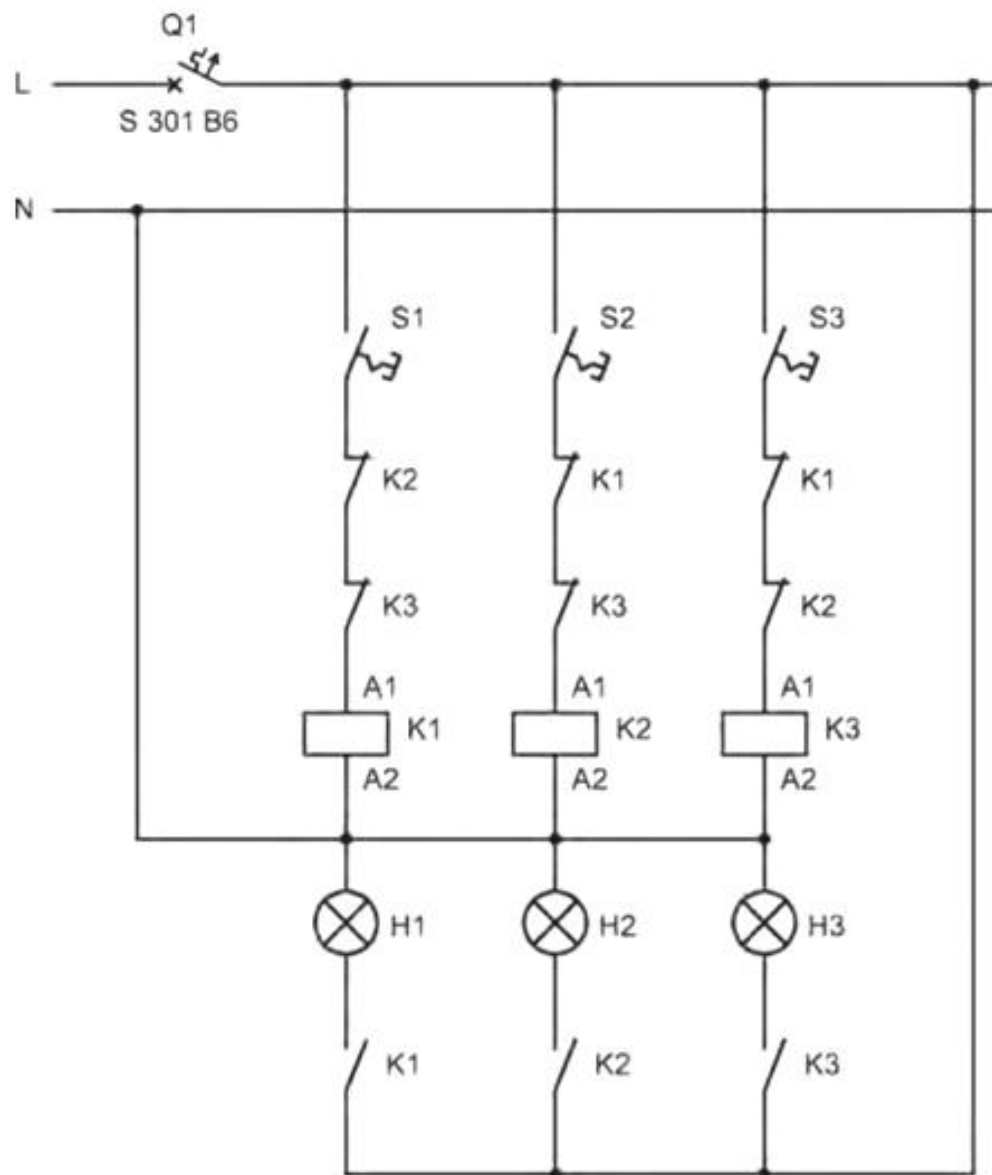 Q1
L
S 301 B6
N
S1 S2 S3
K2 K1 K1
K3 K3 K2
A1 A1 A1
K1 K2 K3
A2 A2 A2
H1 H2 H3
K1 K2 K3